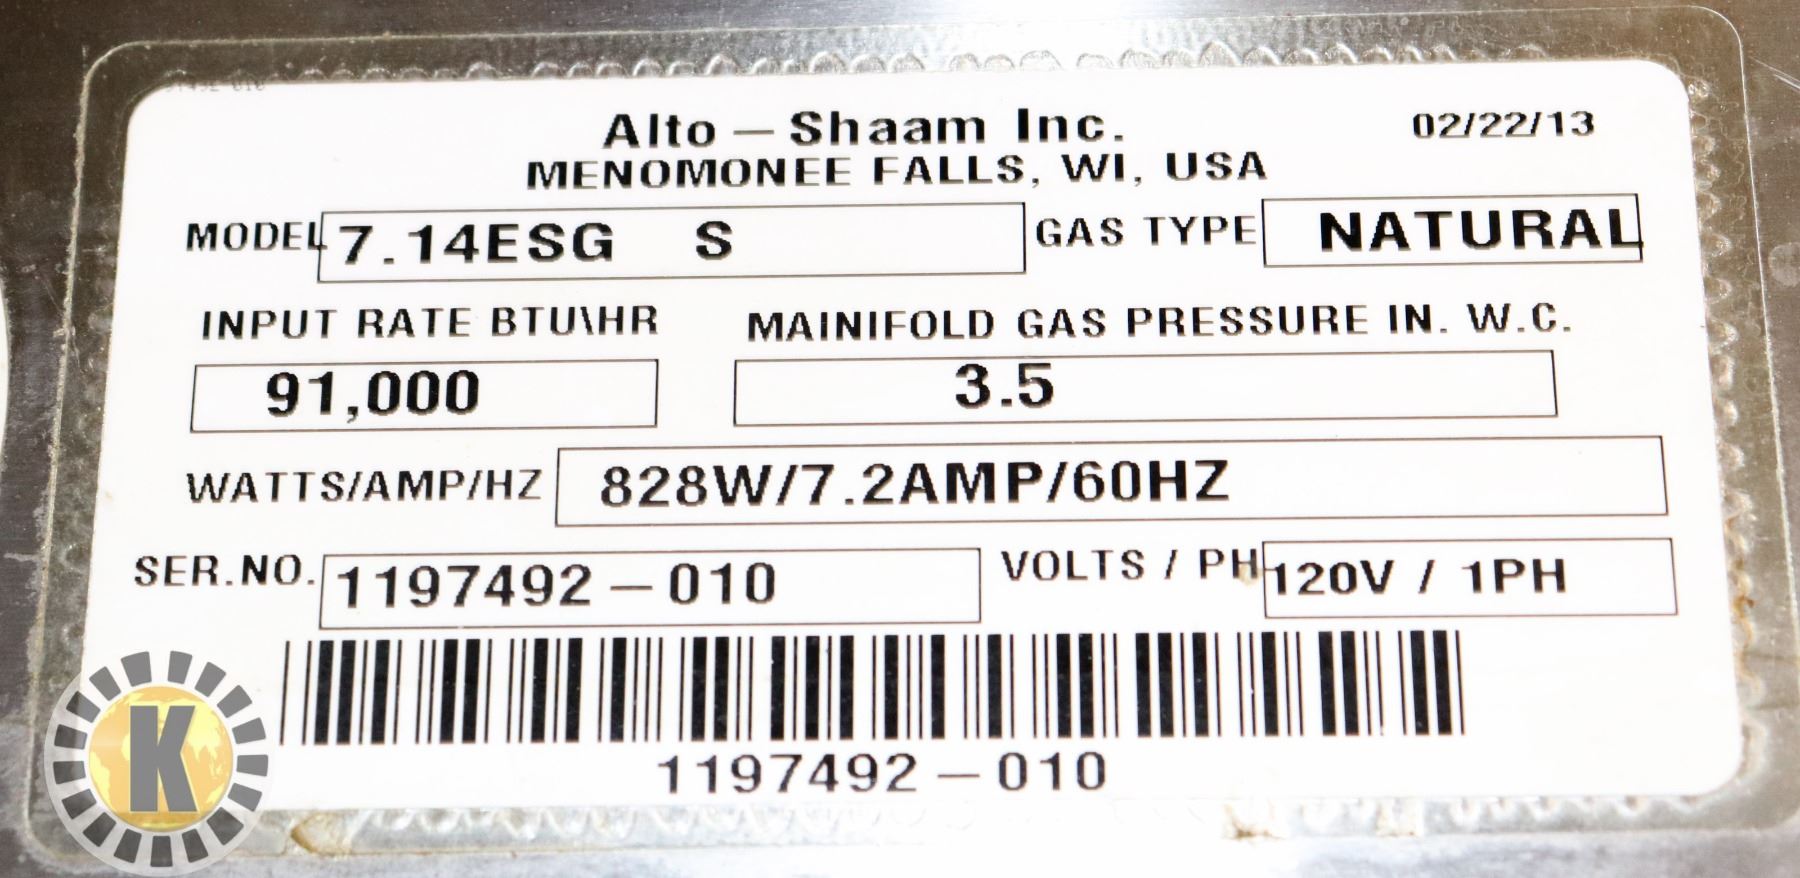 Alto – Shaam Inc. 02/22/13
MENOMONEE FALLS, WI, USA
MODEL 7.14ESG S GAS TYPE NATURAL
INPUT RATE BTU\HR MAINIFOLD GAS PRESSURE IN. W.C.
91,000 3.5
WATTS/AMP/HZ 828W/7.2AMP/60HZ
SER.NO. 1197492–010 VOLTS / PH 120V / 1PH
1197492–010
K